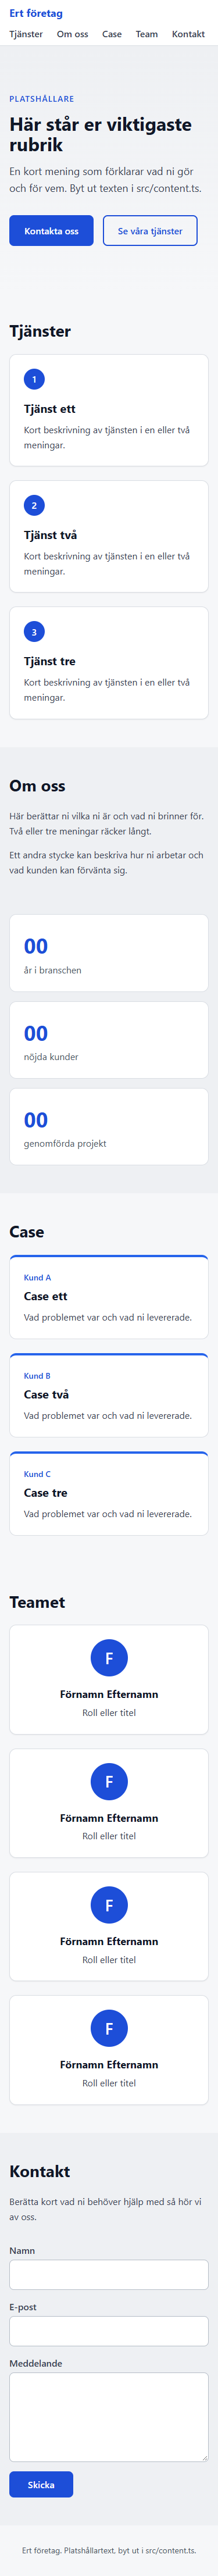 Ert företag
Tjänster Om oss Case Team Kontakt
PLATSHÅLLARE
Här står er viktigaste
rubrik
En kort mening som förklarar vad ni gör
och för vem. Byt ut texten i src/content.ts.
Kontakta oss
Se våra tjänster
Tjänster
1
Tjänst ett
Kort beskrivning av tjänsten i en eller två
meningar.
2
Tjänst två
Kort beskrivning av tjänsten i en eller två
meningar.
3
Tjänst tre
Kort beskrivning av tjänsten i en eller två
meningar.
Om oss
Här berättar ni vilka ni är och vad ni brinner för.
Två eller tre meningar räcker långt.
Ett andra stycke kan beskriva hur ni arbetar och
vad kunden kan förvänta sig.
00
år i branschen
00
nöjda kunder
00
genomförda projekt
Case
Kund A
Case ett
Vad problemet var och vad ni levererade.
Kund B
Case två
Vad problemet var och vad ni levererade.
Kund C
Case tre
Vad problemet var och vad ni levererade.
Teamet
F
Förnamn Efternamn
Roll eller titel
F
Förnamn Efternamn
Roll eller titel
F
Förnamn Efternamn
Roll eller titel
F
Förnamn Efternamn
Roll eller titel
Kontakt
Berätta kort vad ni behöver hjälp med så hör vi
av oss.
Namn
E-post
Meddelande
Skicka
Ert företag. Platshållartext, byt ut i src/content.ts.